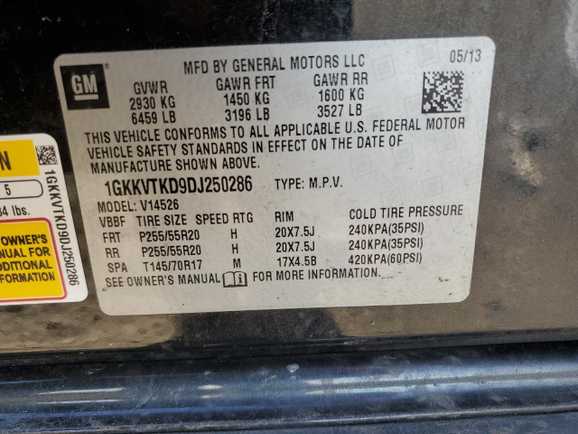 GM
MFD BY GENERAL MOTORS LLC
05/13
GVWR GAWR FRT GAWR RR
2930 KG 1450 KG 1600 KG
6459 LB 3196 LB 3527 LB
THIS VEHICLE CONFORMS TO ALL APPLICABLE U.S. FEDERAL MOTOR
VEHICLE SAFETY STANDARDS IN EFFECT ON THE DATE OF
MANUFACTURE SHOWN ABOVE.
1GKKVTKD9DJ250286 TYPE: M.P.V.
MODEL: V14526
VBBF TIRE SIZE SPEED RTG RIM COLD TIRE PRESSURE
FRT P255/55R20 H 20X7.5J 240KPA(35PSI)
RR P255/55R20 H 20X7.5J 240KPA(35PSI)
SPA T145/70R17 M 17X4.5B 420KPA(60PSI)
SEE OWNER'S MANUAL FOR MORE INFORMATION
5
lbs.
OWNER'S
MANUAL FOR
ADDITIONAL
INFORMATION
1GKKVTKD9DJ250286